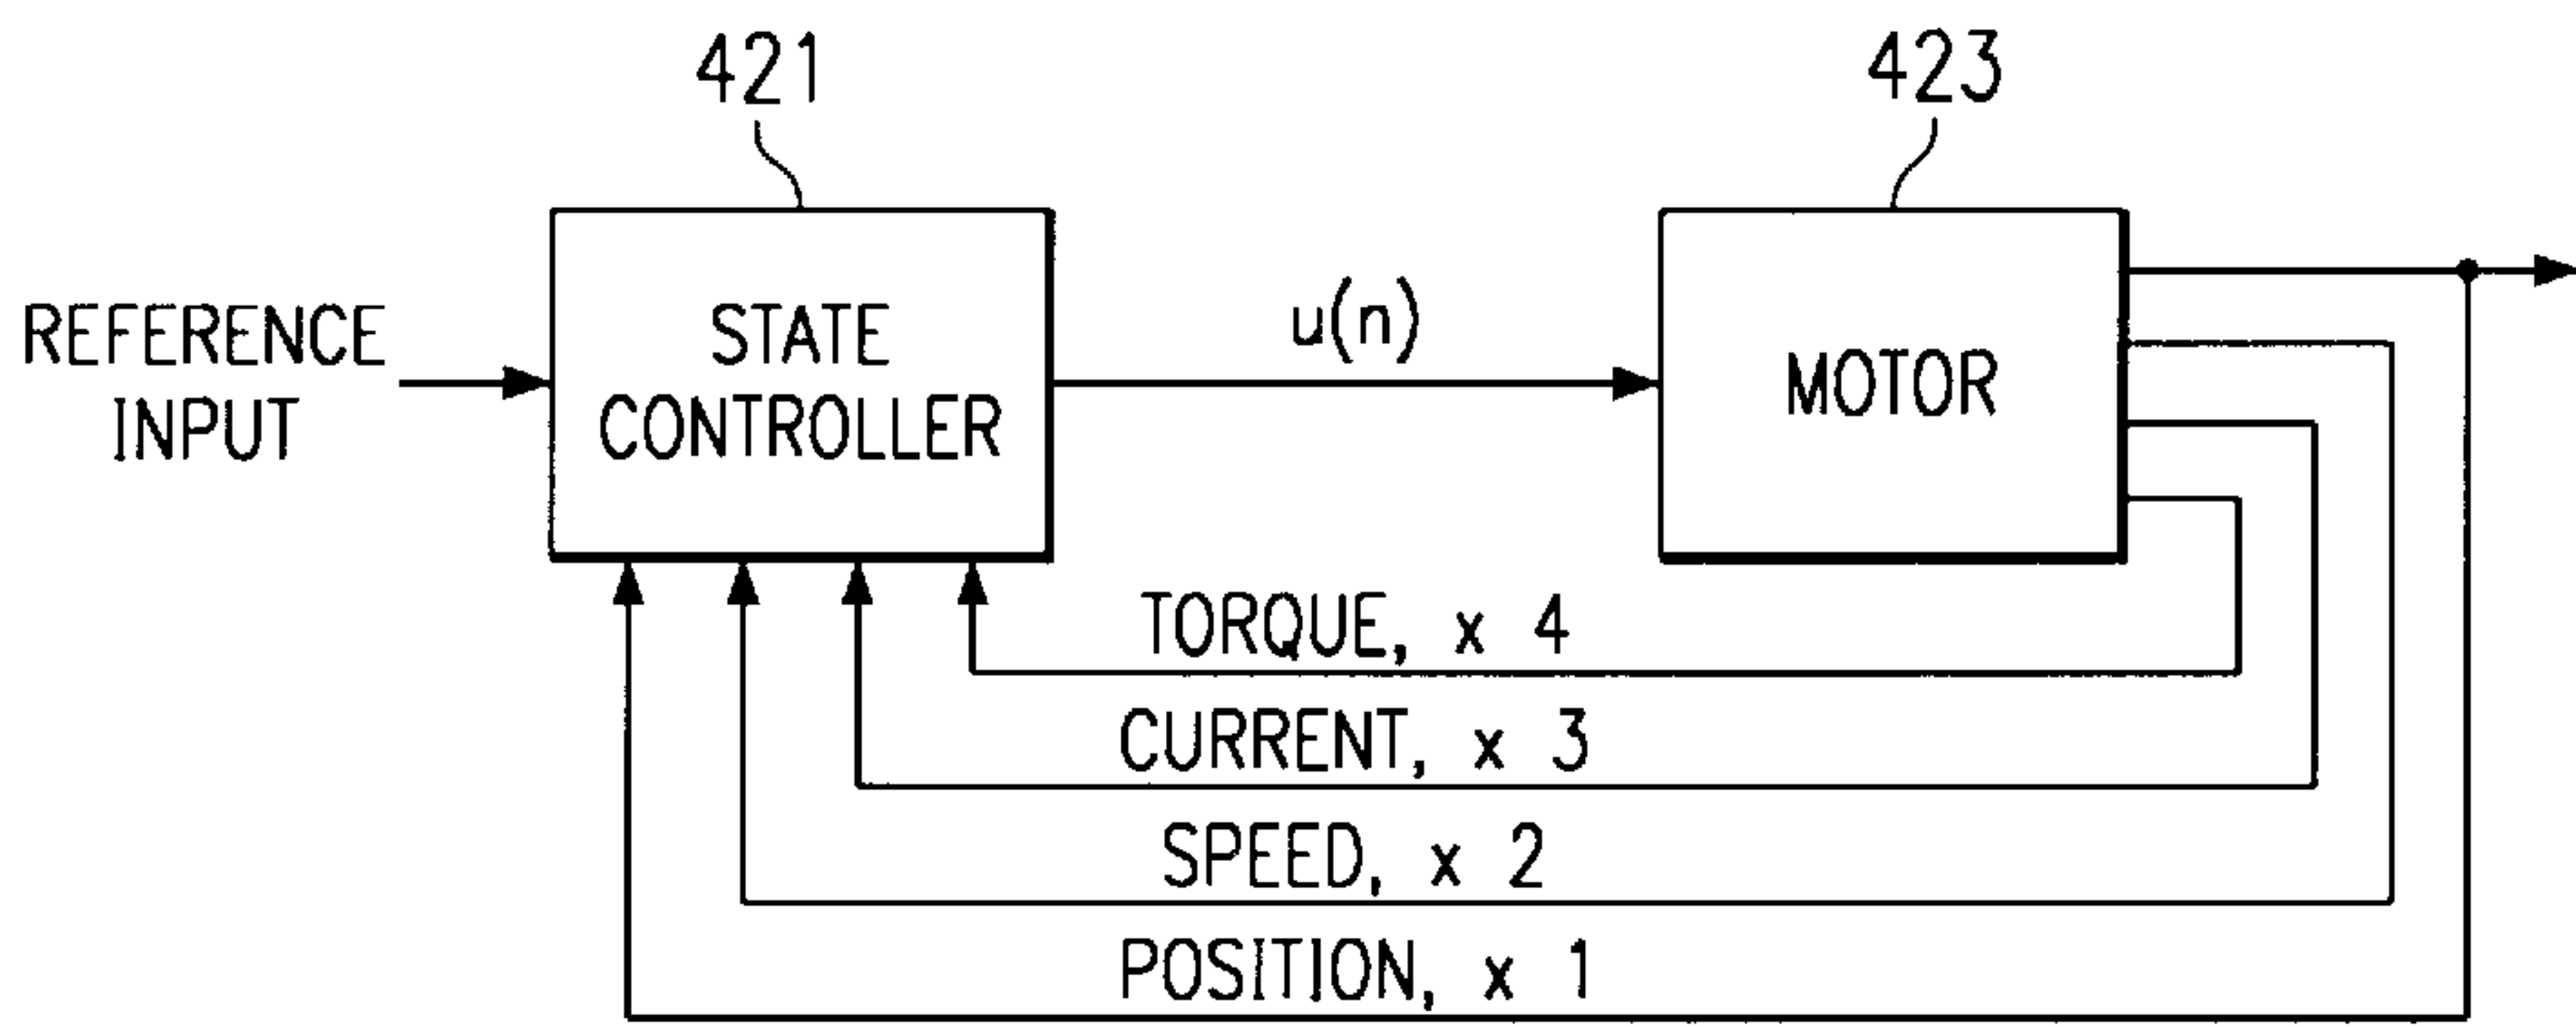 421
423
REFERENCE
INPUT
STATE
CONTROLLER
u(n)
MOTOR
TORQUE, x 4
CURRENT, x 3
SPEED, x 2
POSITION, x 1